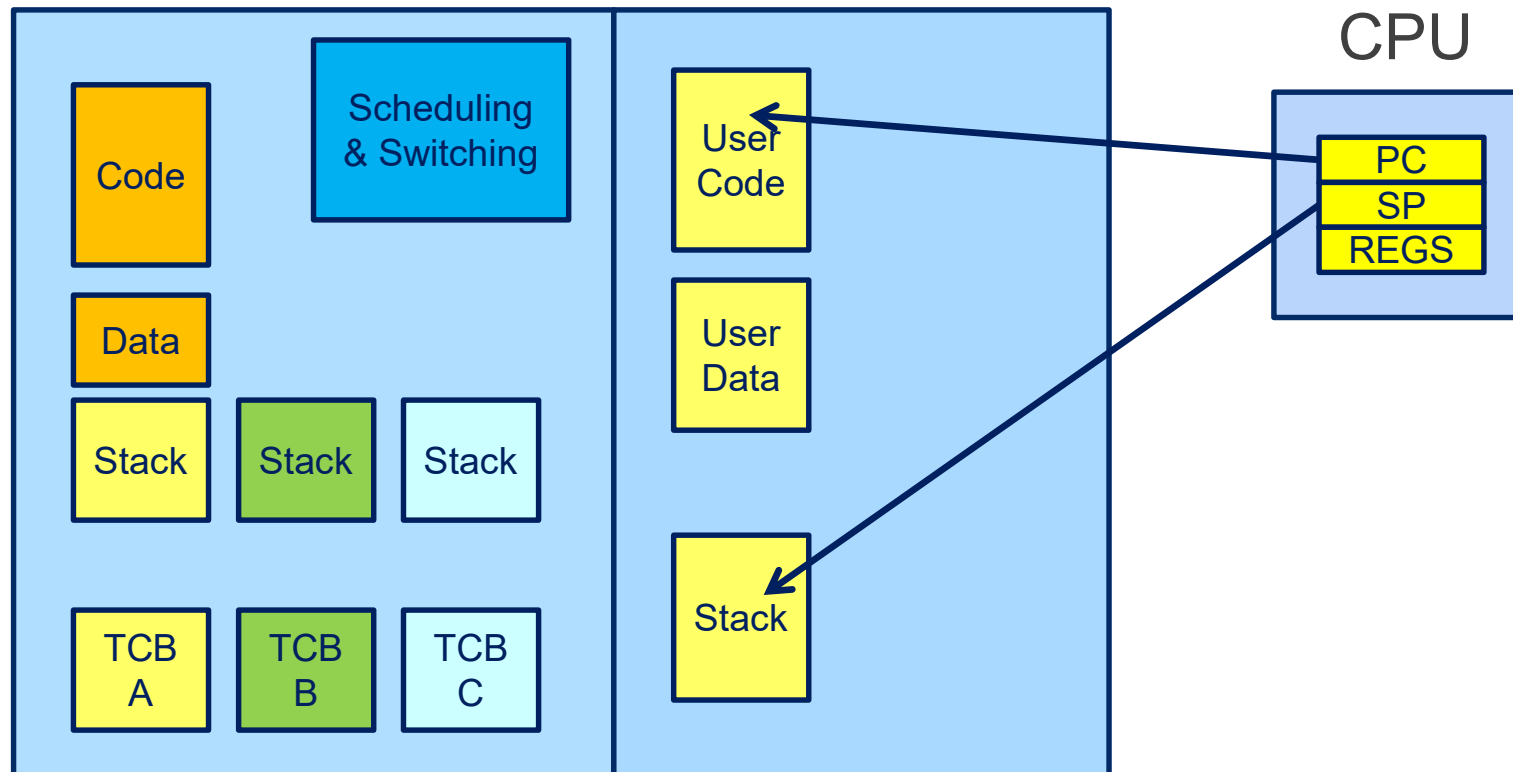 CPU
Scheduling
& Switching
Code
User
Code
PC
SP
REGS
Data
User
Data
Stack
Stack
Stack
Stack
TCB
A
TCB
B
TCB
C